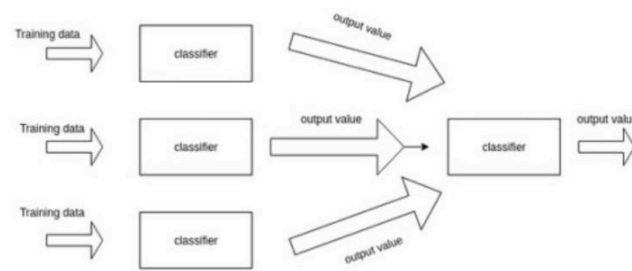 Training data
classifier
output value
Training data
classifier
output value
classifier
output value
Training data
classifier
output value